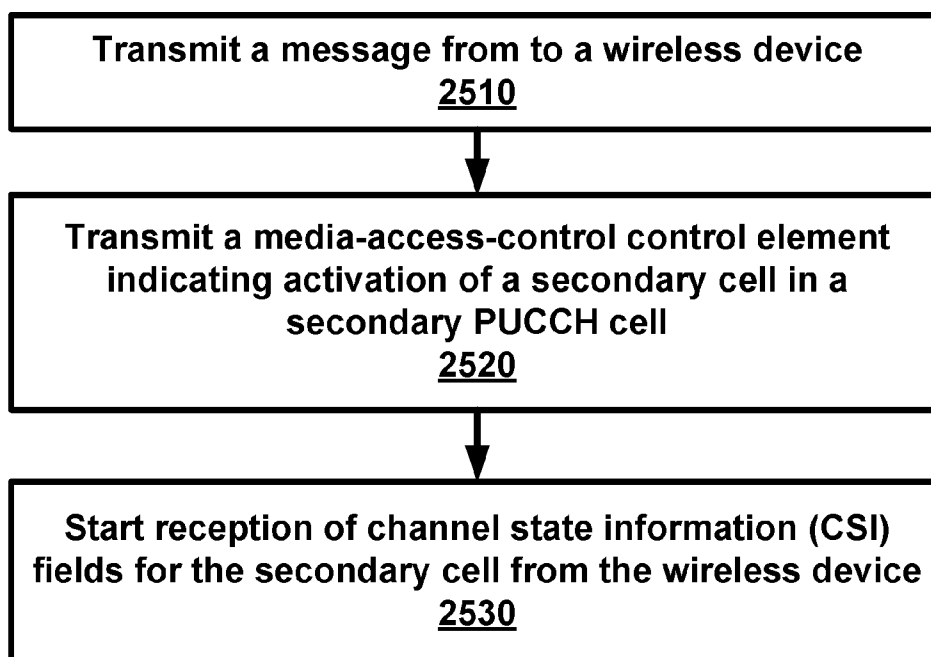 Transmit a message from to a wireless device
2510
Transmit a media-access-control control element
indicating activation of a secondary cell in a
secondary PUCCH cell
2520
Start reception of channel state information (CSI)
fields for the secondary cell from the wireless device
2530